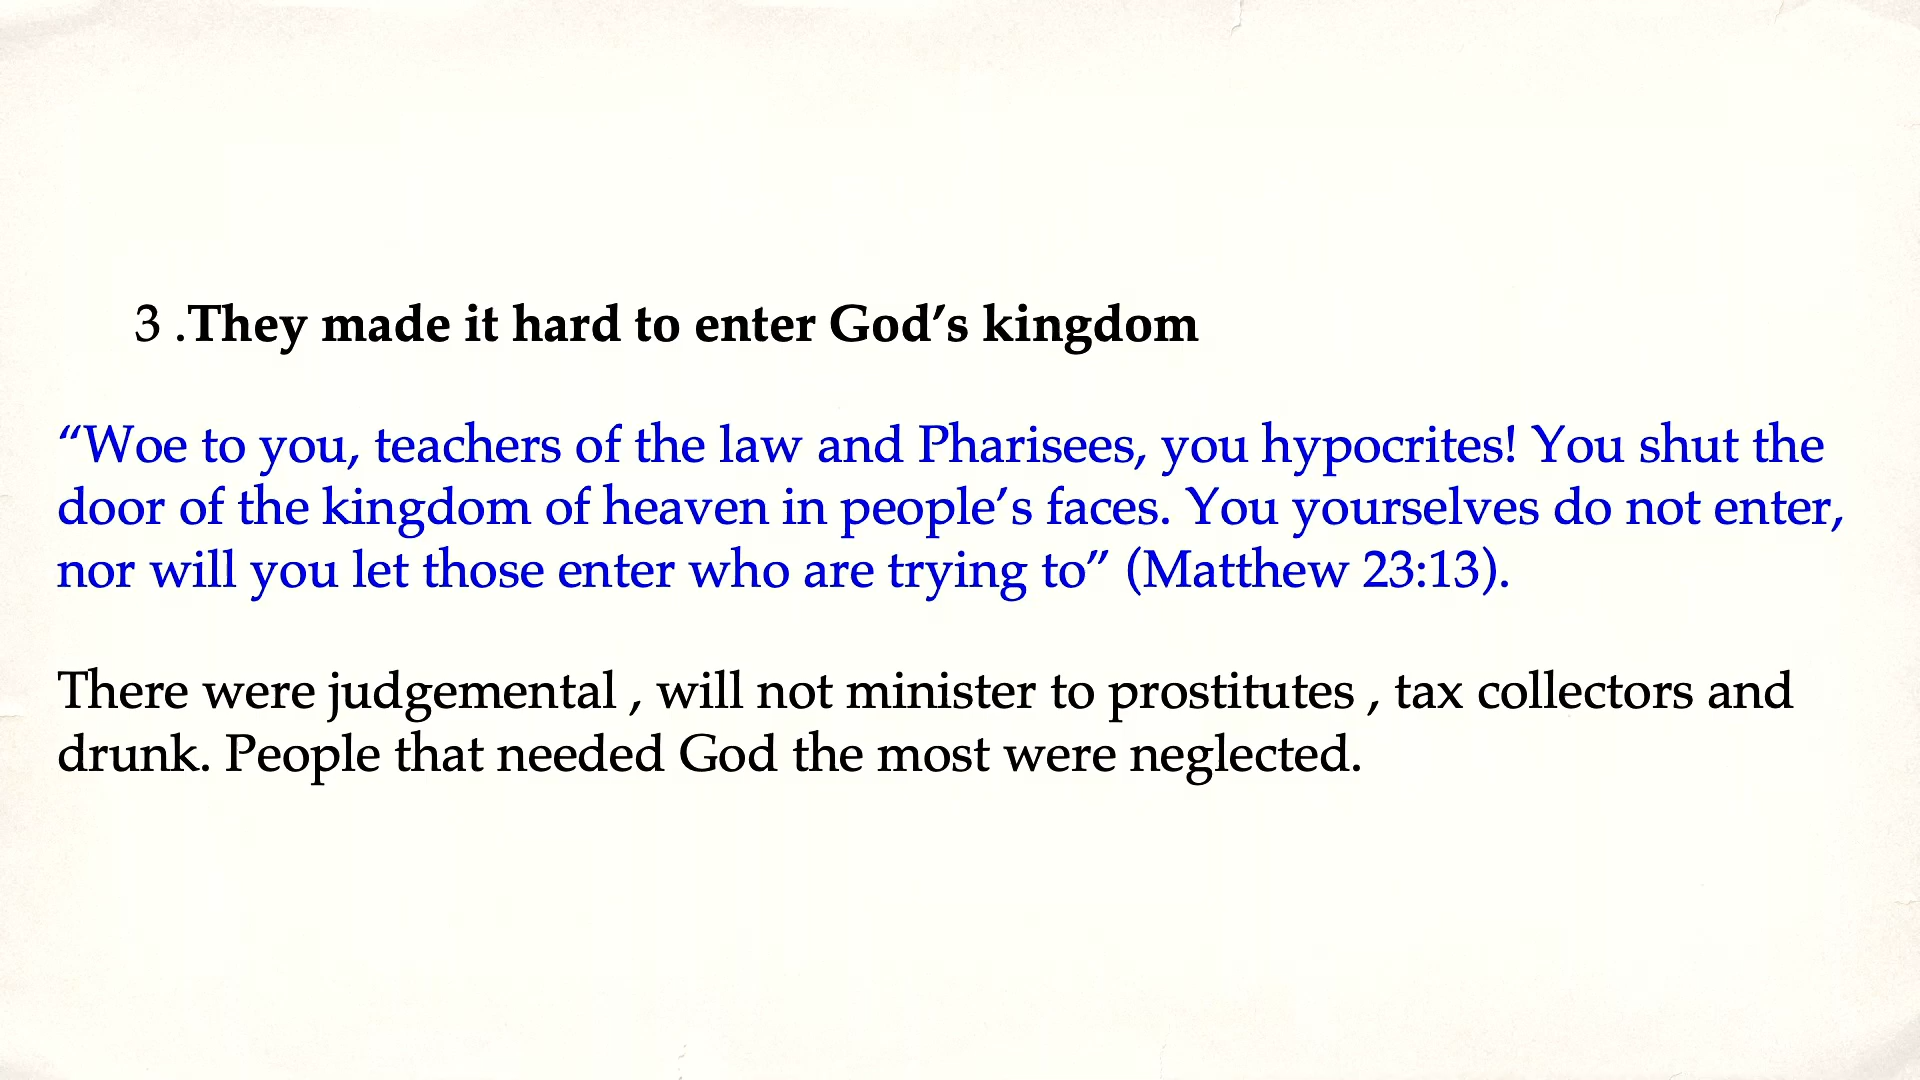 3 .They made it hard to enter God’s kingdom
“Woe to you, teachers of the law and Pharisees, you hypocrites! You shut the
door of the kingdom of heaven in people’s faces. You yourselves do not enter,
nor will you let those enter who are trying to” (Matthew 23:13).
There were judgemental , will not minister to prostitutes , tax collectors and
drunk. People that needed God the most were neglected.